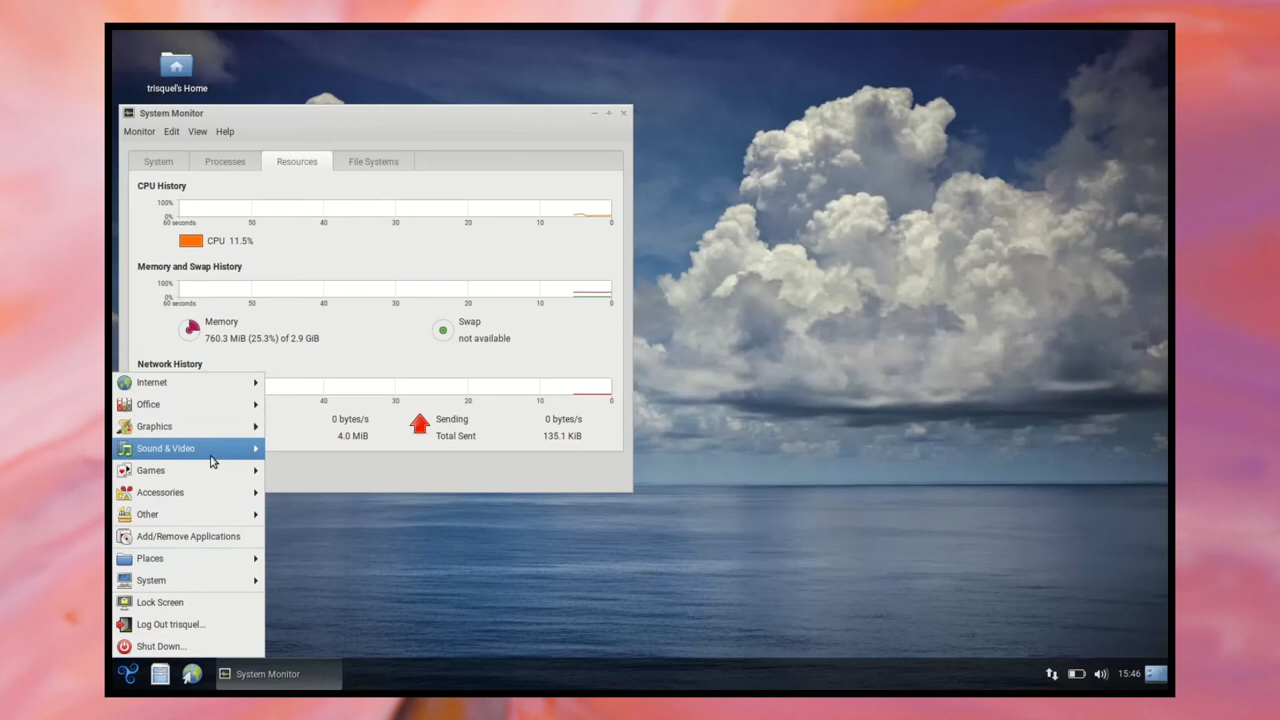 trisquel's Home
System Monitor
Monitor Edit View Help
System Processes Resources File Systems
CPU History
100%
0%
60 seconds 50 40 30 20 10 0
CPU 11.5%
Memory and Swap History
100%
0%
60 seconds 50 40 30 20 10 0
Memory
760.3 MiB (25.3%) of 2.9 GiB
Swap
not available
Network History
40 30 20 10 0
0 bytes/s
4.0 MiB
Sending 0 bytes/s
Total Sent 135.1 KiB
Internet
Office
Graphics
Sound & Video
Games
Accessories
Other
Add/Remove Applications
Places
System
Lock Screen
Log Out trisquel...
Shut Down...
System Monitor
15:46